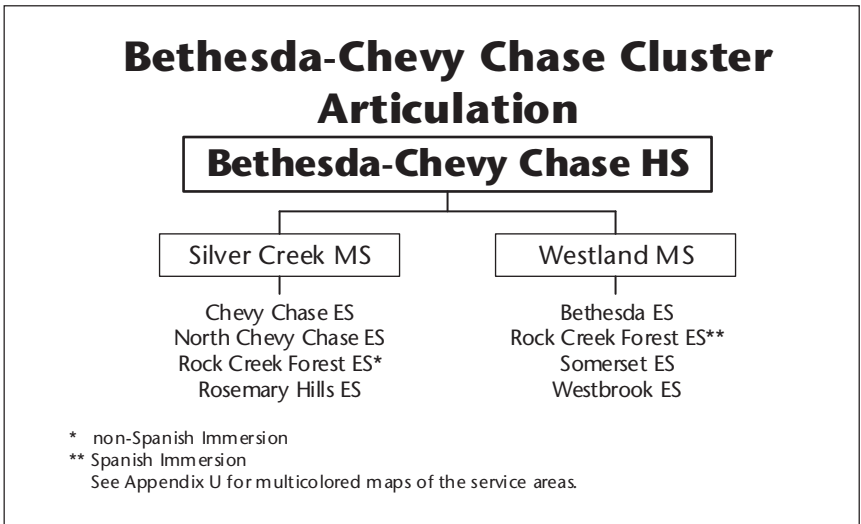 Bethesda-Chevy Chase Cluster
Articulation
Bethesda-Chevy Chase HS
Silver Creek MS
Chevy Chase ES
North Chevy Chase ES
Rock Creek Forest ES*
Rosemary Hills ES
Westland MS
Bethesda ES
Rock Creek Forest ES**
Somerset ES
Westbrook ES
* non-Spanish Immersion
** Spanish Immersion
See Appendix U for multicolored maps of the service areas.